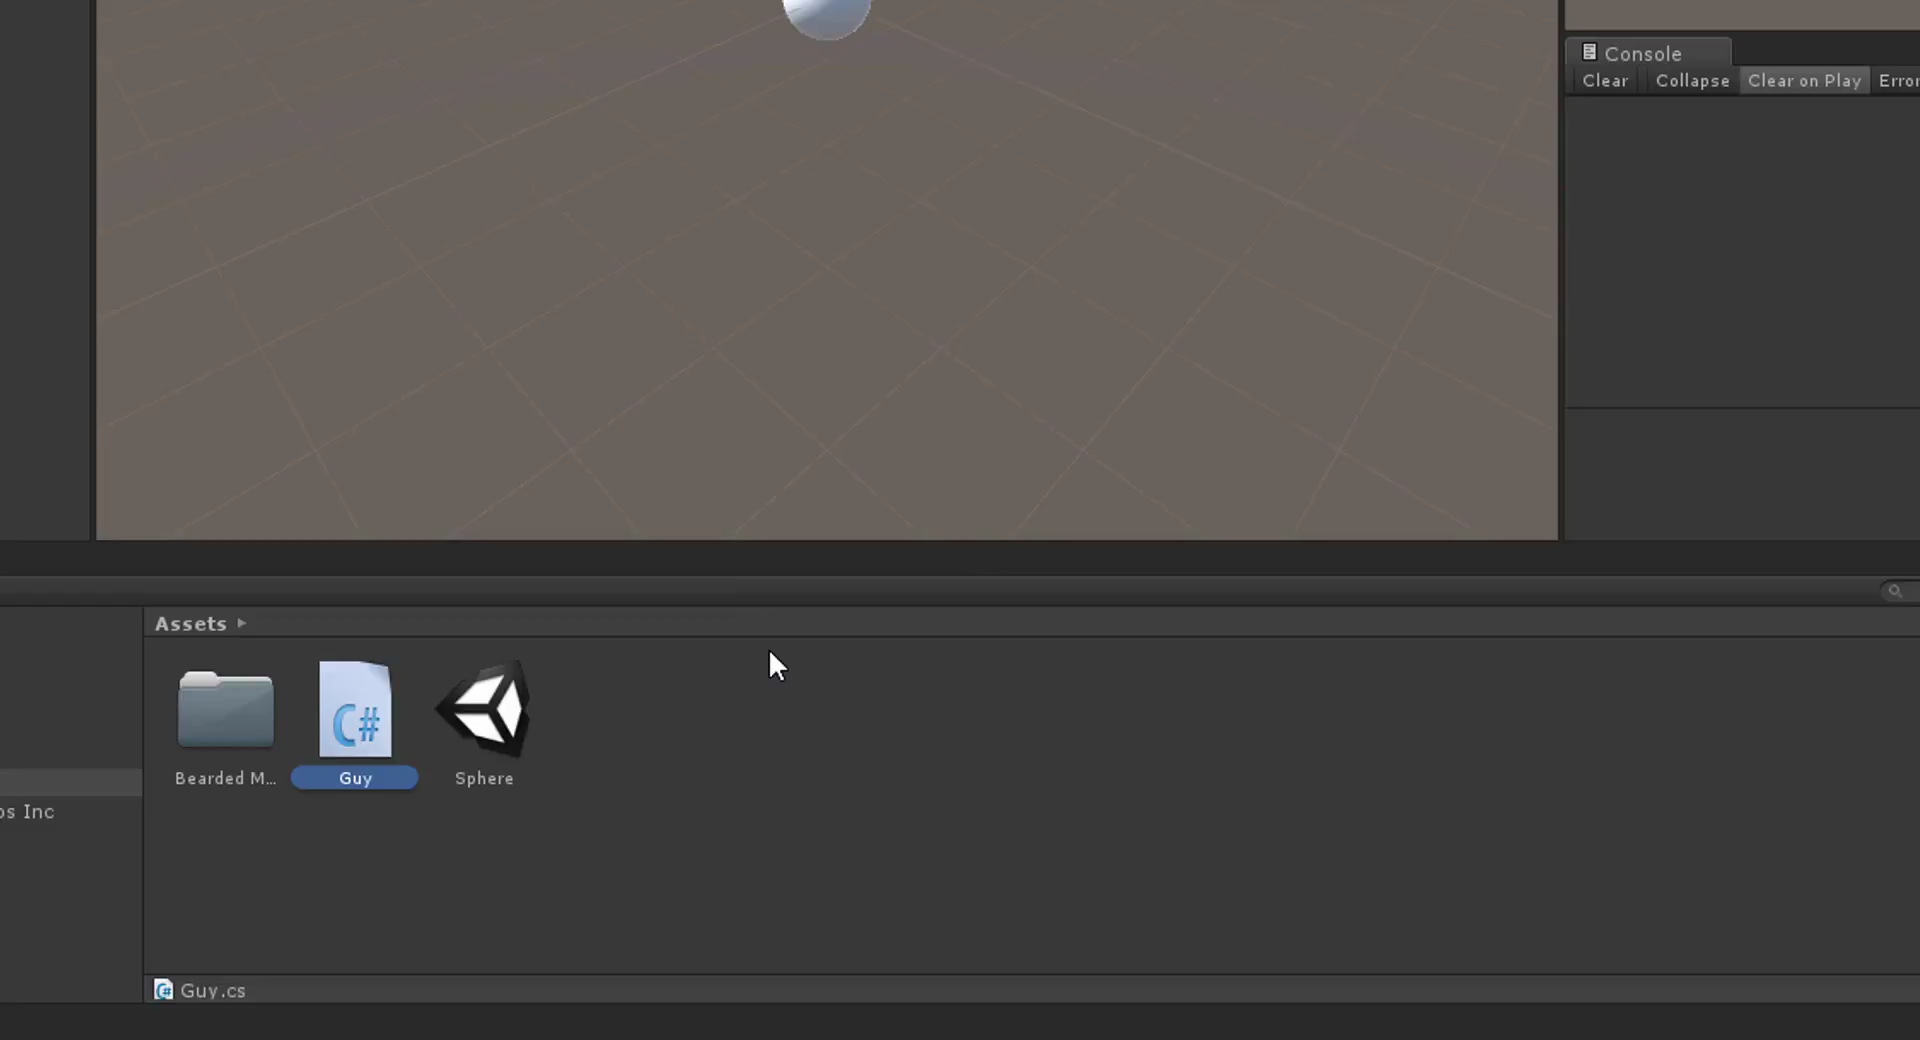 Console
Clear Collapse Clear on Play Error
Assets
C#
Bearded M... Guy Sphere
os Inc
Guy.cs